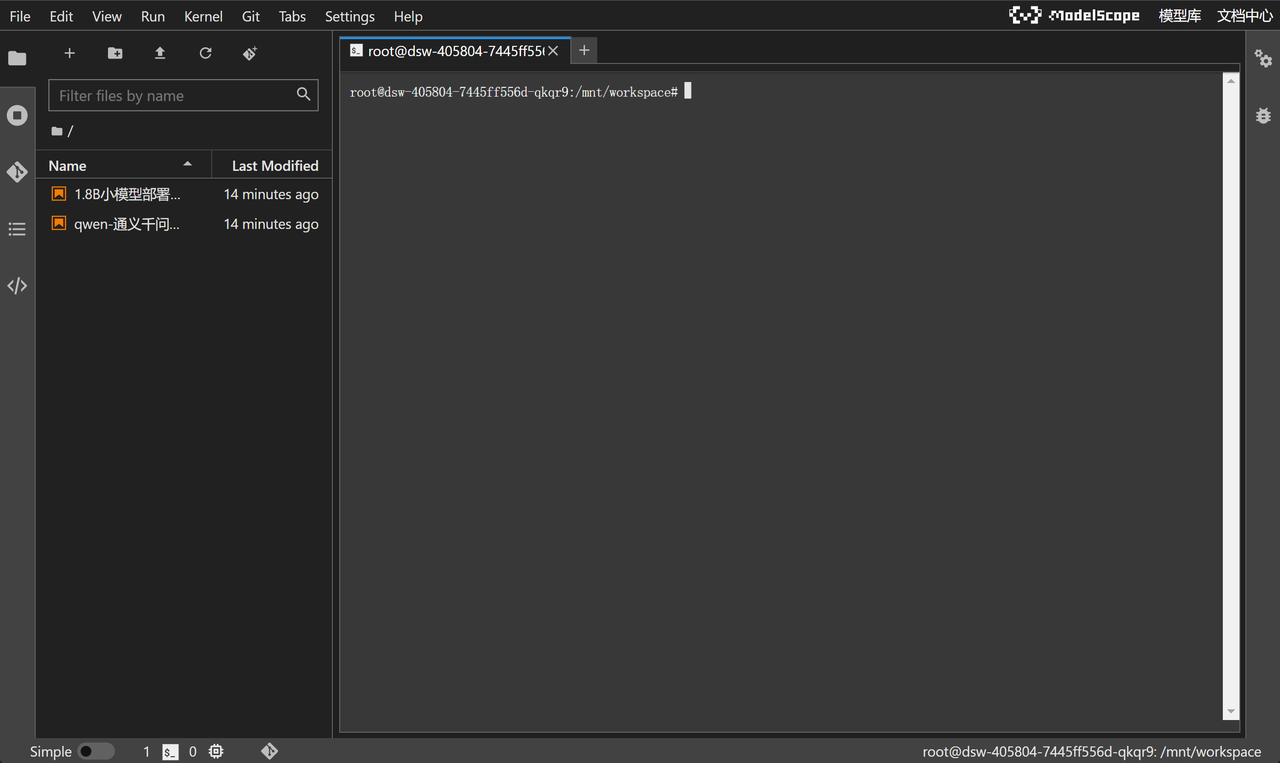 File Edit View Run Kernel Git Tabs Settings Help
ModelScope 模型库 文档中心
root@dsw-405804-7445ff55
Filter files by name
/
Name Last Modified
1.8B小模型部署... 14 minutes ago
qwen-通义千问... 14 minutes ago
root@dsw-405804-7445ff556d-qkqr9:/mnt/workspace#
Simple 1 $_ 0 root@dsw-405804-7445ff556d-qkqr9: /mnt/workspace